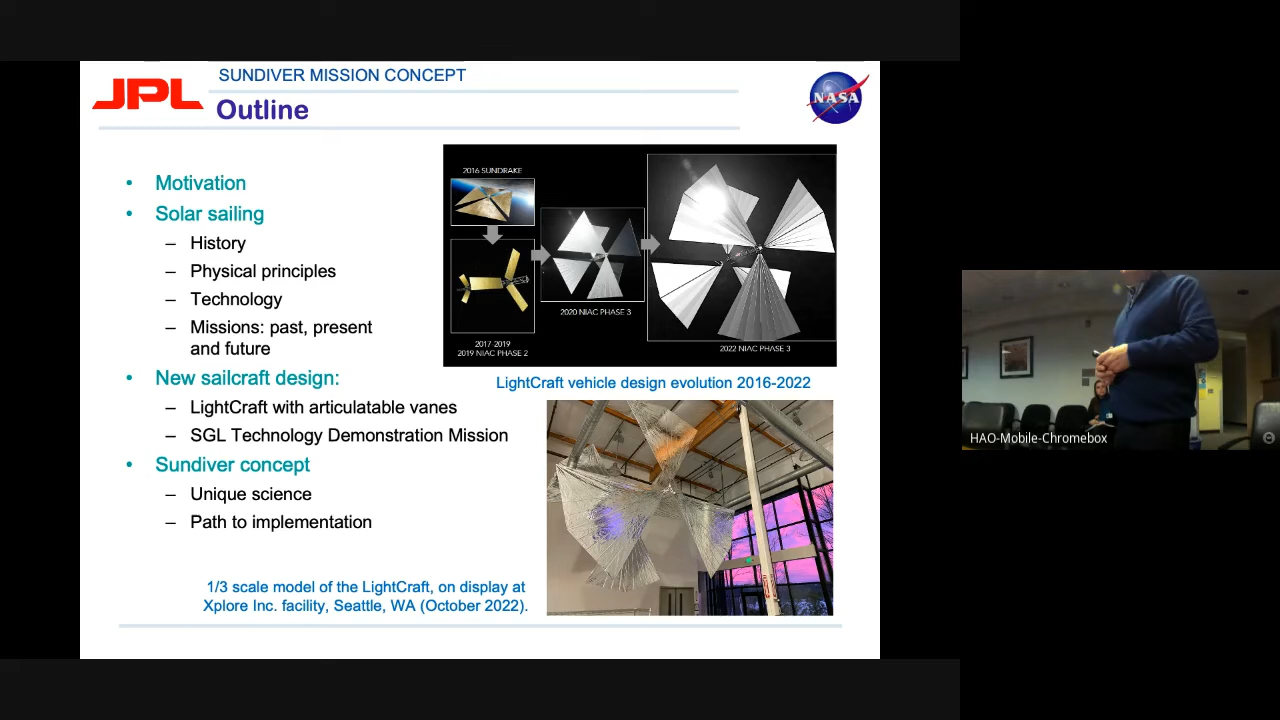 SUNDIVER MISSION CONCEPT
JPL
Outline
NASA
• Motivation
• Solar sailing
– History
– Physical principles
– Technology
– Missions: past, present
and future
• New sailcraft design:
– LightCraft with articulatable vanes
– SGL Technology Demonstration Mission
• Sundiver concept
– Unique science
– Path to implementation
2016 SUNDRAKE
2017-2019
2019 NIAC PHASE 2
2020 NIAC PHASE 3
2022 NIAC PHASE 3
LightCraft vehicle design evolution 2016-2022
1/3 scale model of the LightCraft, on display at
Xplore Inc. facility, Seattle, WA (October 2022).
HAO-Mobile-Chromebox